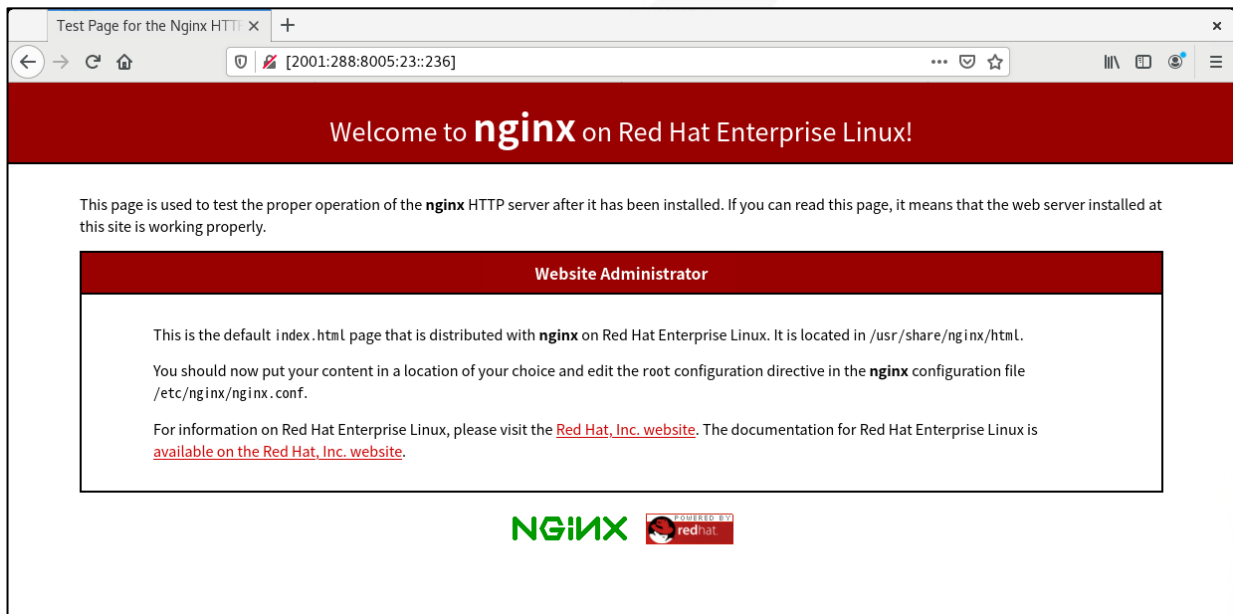 Test Page for the Nginx HTT
[2001:288:8005:23::236]
Welcome to nginx on Red Hat Enterprise Linux!
This page is used to test the proper operation of the nginx HTTP server after it has been installed. If you can read this page, it means that the web server installed at
this site is working properly.
Website Administrator
This is the default index.html page that is distributed with nginx on Red Hat Enterprise Linux. It is located in /usr/share/nginx/html.
You should now put your content in a location of your choice and edit the root configuration directive in the nginx configuration file
/etc/nginx/nginx.conf.
For information on Red Hat Enterprise Linux, please visit the Red Hat, Inc. website. The documentation for Red Hat Enterprise Linux is
available on the Red Hat, Inc. website.
NGINX
POWERED BY
redhat.